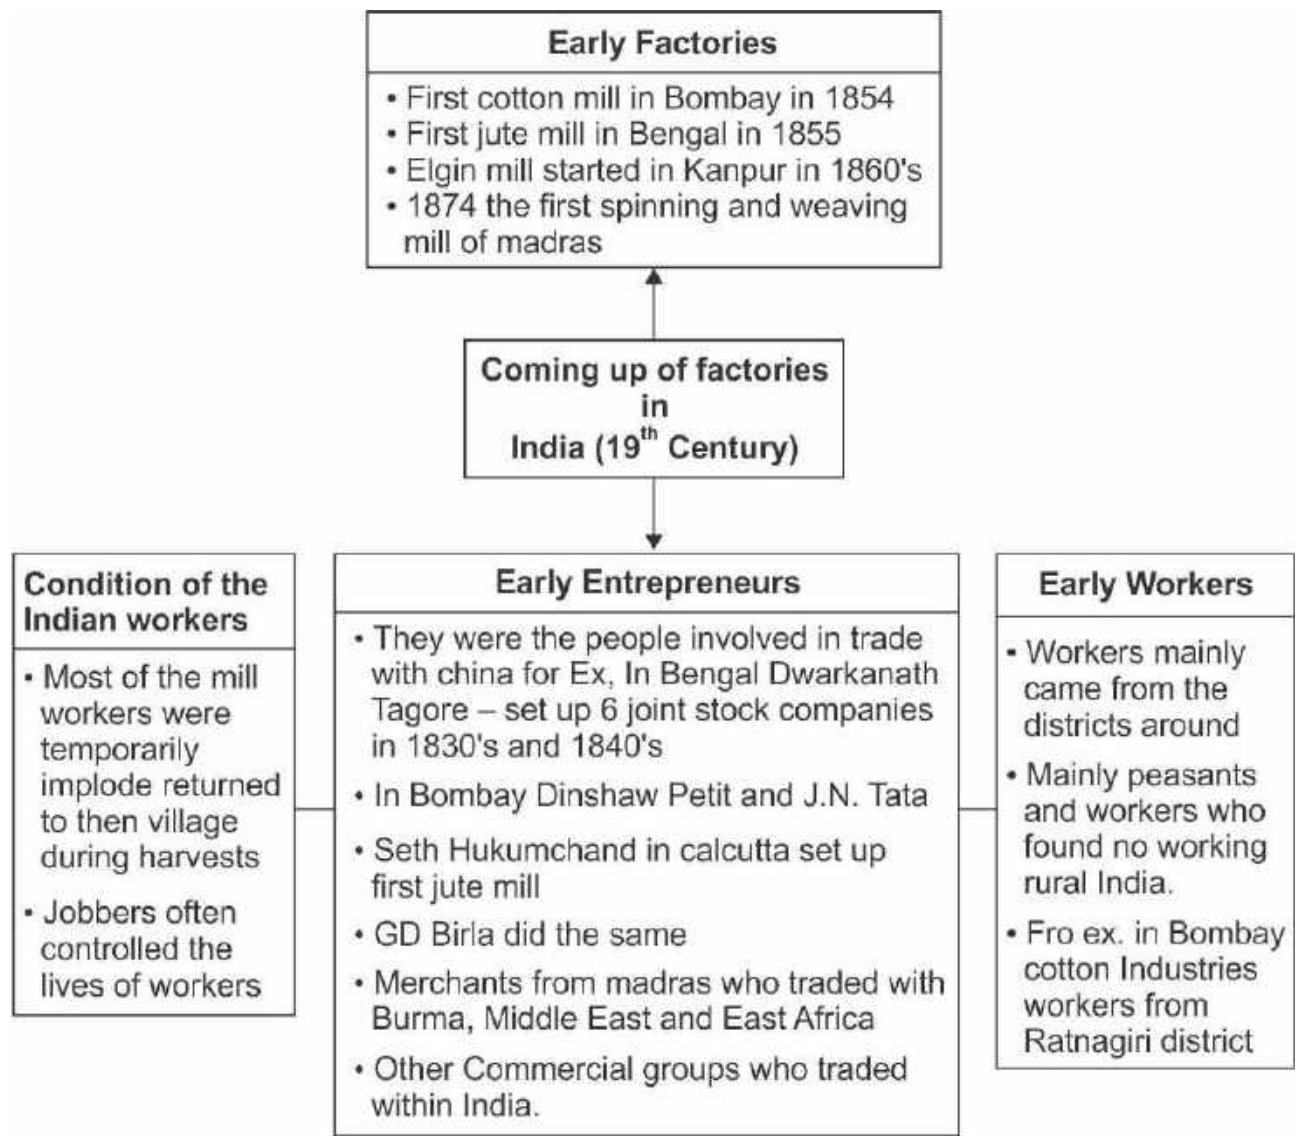 Early Factories
• First cotton mill in Bombay in 1854
• First jute mill in Bengal in 1855
• Elgin mill started in Kanpur in 1860's
• 1874 the first spinning and weaving
mill of madras
Coming up of factories
in
India (19th Century)
Condition of the
Indian workers
• Most of the mill
workers were
temporarily
implode returned
to then village
during harvests
• Jobbers often
controlled the
lives of workers
Early Entrepreneurs
• They were the people involved in trade
with china for Ex, In Bengal Dwarkanath
Tagore – set up 6 joint stock companies
in 1830's and 1840's
• In Bombay Dinshaw Petit and J.N. Tata
• Seth Hukumchand in calcutta set up
first jute mill
• GD Birla did the same
• Merchants from madras who traded with
Burma, Middle East and East Africa
• Other Commercial groups who traded
within India.
Early Workers
• Workers mainly
came from the
districts around
• Mainly peasants
and workers who
found no working
rural India.
• Fro ex. in Bombay
cotton Industries
workers from
Ratnagiri district